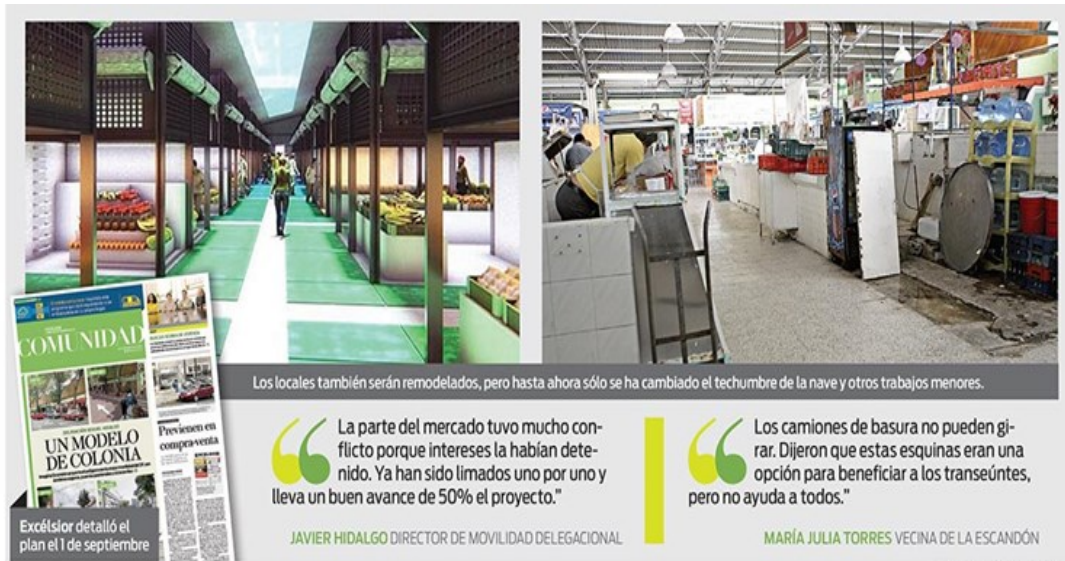 Los locales también serán remodelados, pero hasta ahora sólo se ha cambiado el techumbre de la nave y otros trabajos menores.
COMUNIDAD
UN MODELO
DE COLONIA
Previenen en
compra-venta
Excélsior detalló el
plan el 1 de septiembre
La parte del mercado tuvo mucho con-
flicto porque intereses la habían dete-
nido. Ya han sido limados uno por uno y
lleva un buen avance de 50% el proyecto.”
JAVIER HIDALGO DIRECTOR DE MOVILIDAD DELEGACIONAL
Los camiones de basura no pueden gi-
rar. Dijeron que estas esquinas eran una
opción para beneficiar a los transeúntes,
pero no ayuda a todos.”
MARÍA JULIA TORRES VECINA DE LA ESCANDÓN